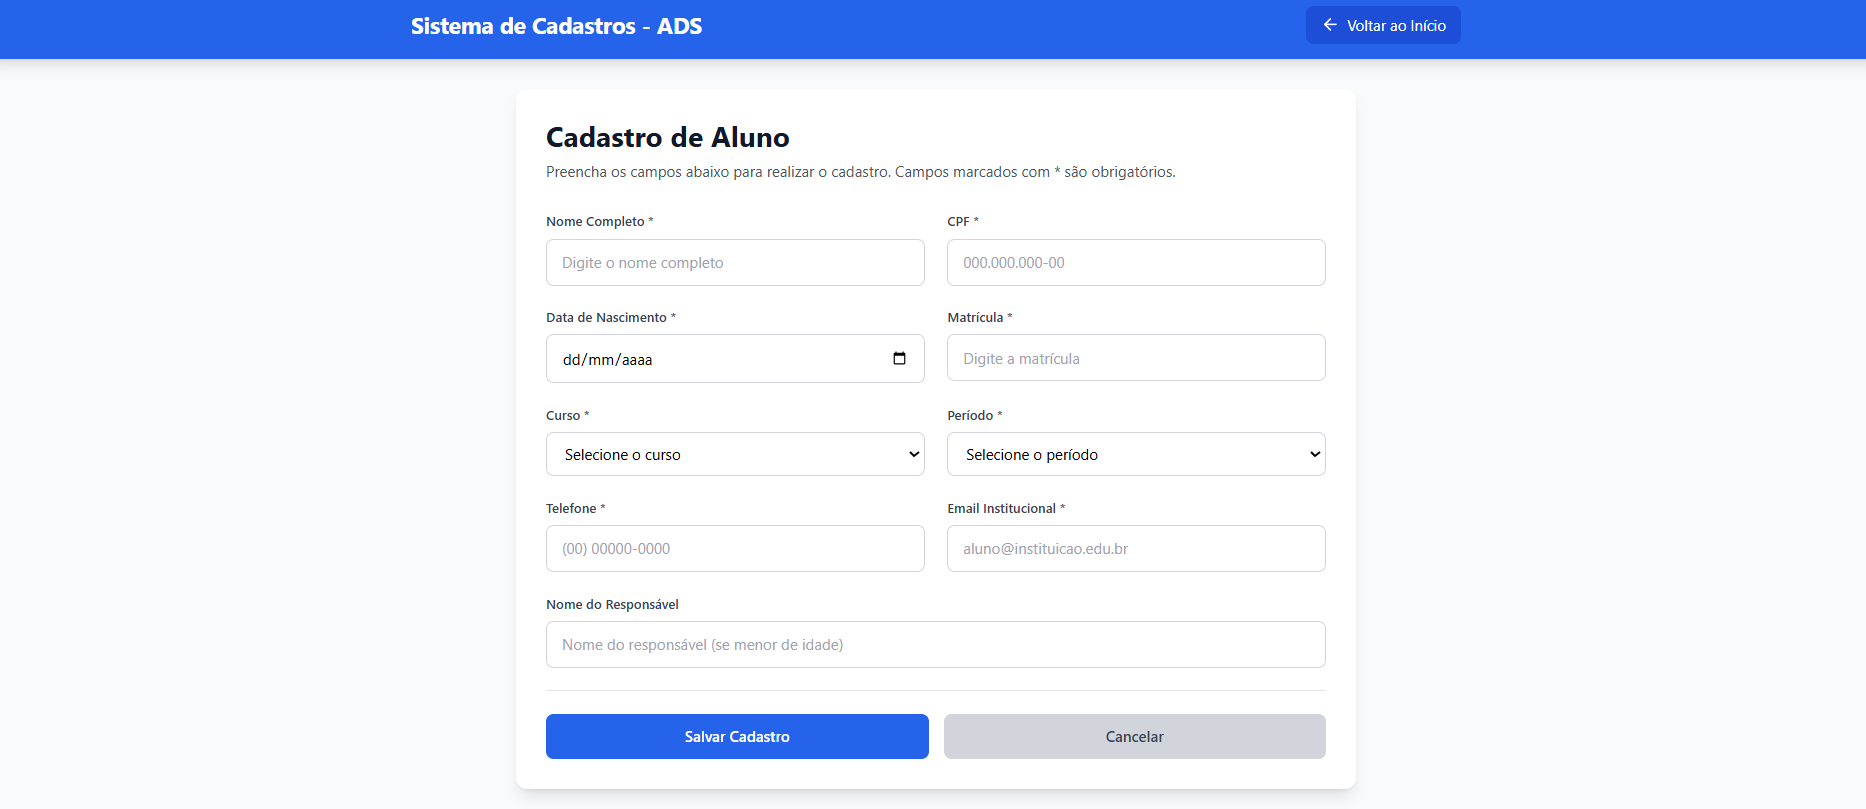 Sistema de Cadastros - ADS
Voltar ao Início
Cadastro de Aluno
Preencha os campos abaixo para realizar o cadastro. Campos marcados com * são obrigatórios.
Nome Completo *
CPF *
Digite o nome completo
000.000.000-00
Data de Nascimento *
Matrícula *
dd/mm/aaaa
Digite a matrícula
Curso *
Período *
Selecione o curso
Selecione o período
Telefone *
Email Institucional *
(00) 00000-0000
aluno@instituicao.edu.br
Nome do Responsável
Nome do responsável (se menor de idade)
Salvar Cadastro
Cancelar